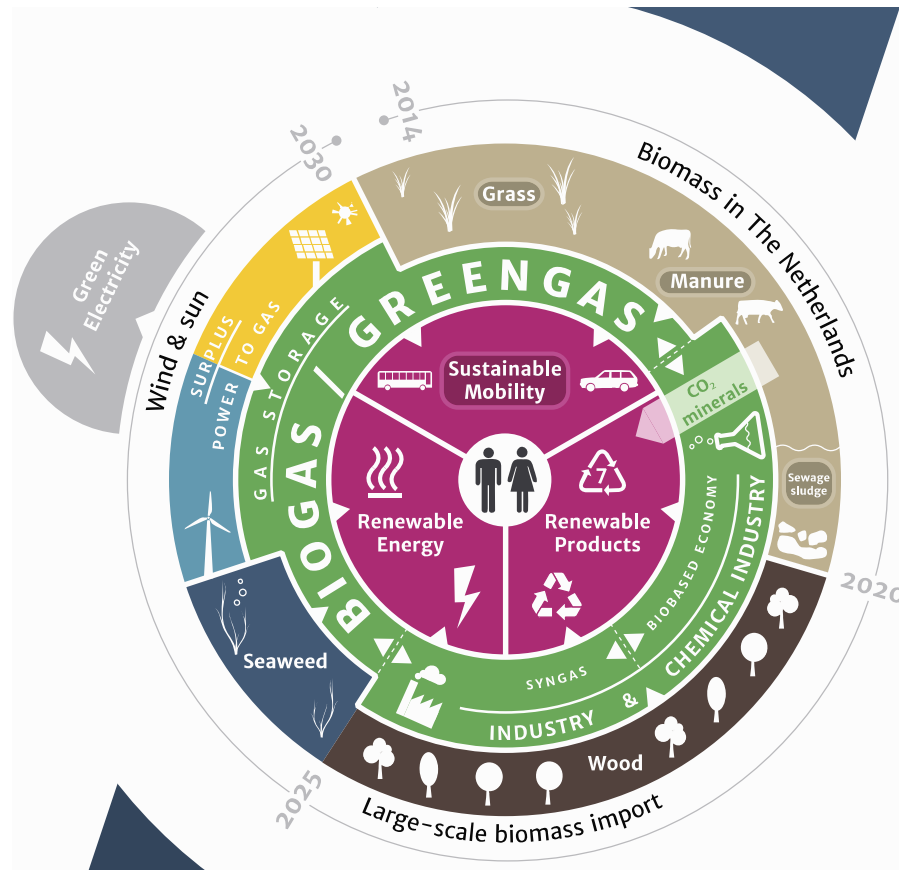 2014
2030
Biomass in The Netherlands
Grass
Manure
Green
Electricity
Wind & sun
SURPLUS
POWER TO GAS
GAS STORAGE
BIOGAS / GREENGAS
Sustainable
Mobility
CO₂
minerals
Sewage
sludge
7
Renewable
Energy
Renewable
Products
BIOBASED ECONOMY
SYNGAS
INDUSTRY & CHEMICAL INDUSTRY
2020
Seaweed
Wood
2025
Large-scale biomass import